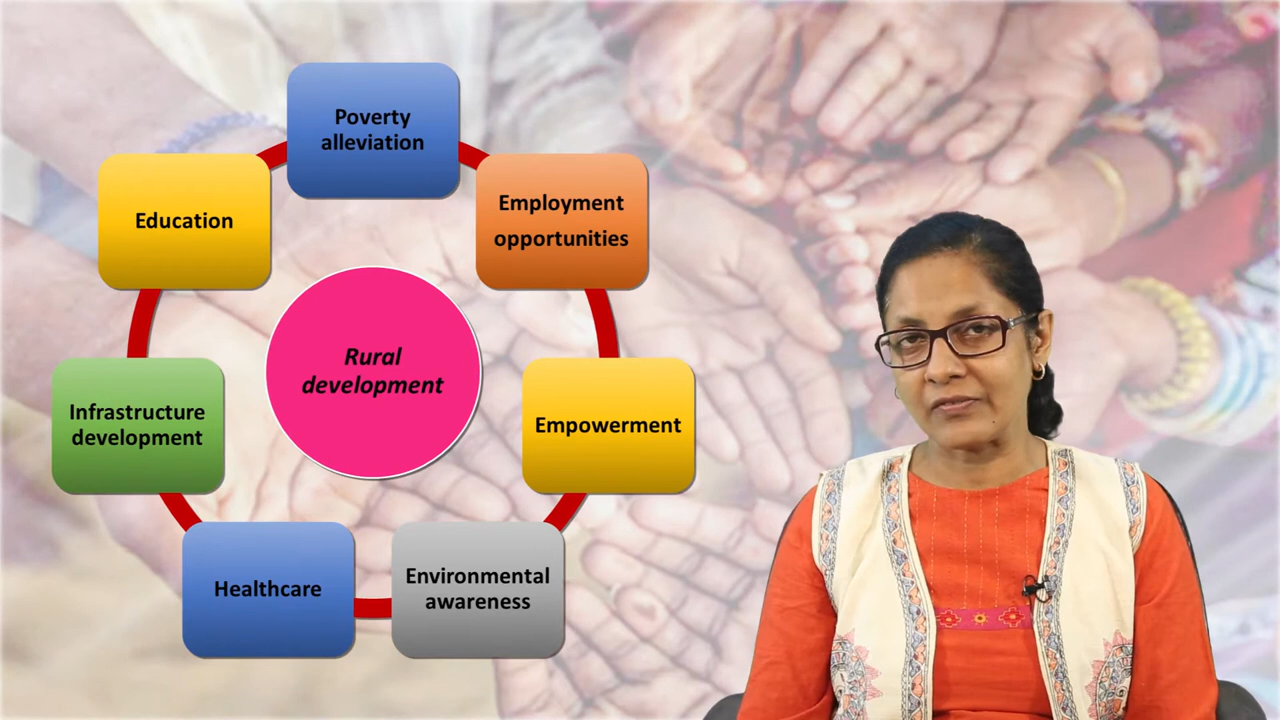 Poverty
alleviation
Employment
opportunities
Empowerment
Environmental
awareness
Healthcare
Infrastructure
development
Education
Rural
development